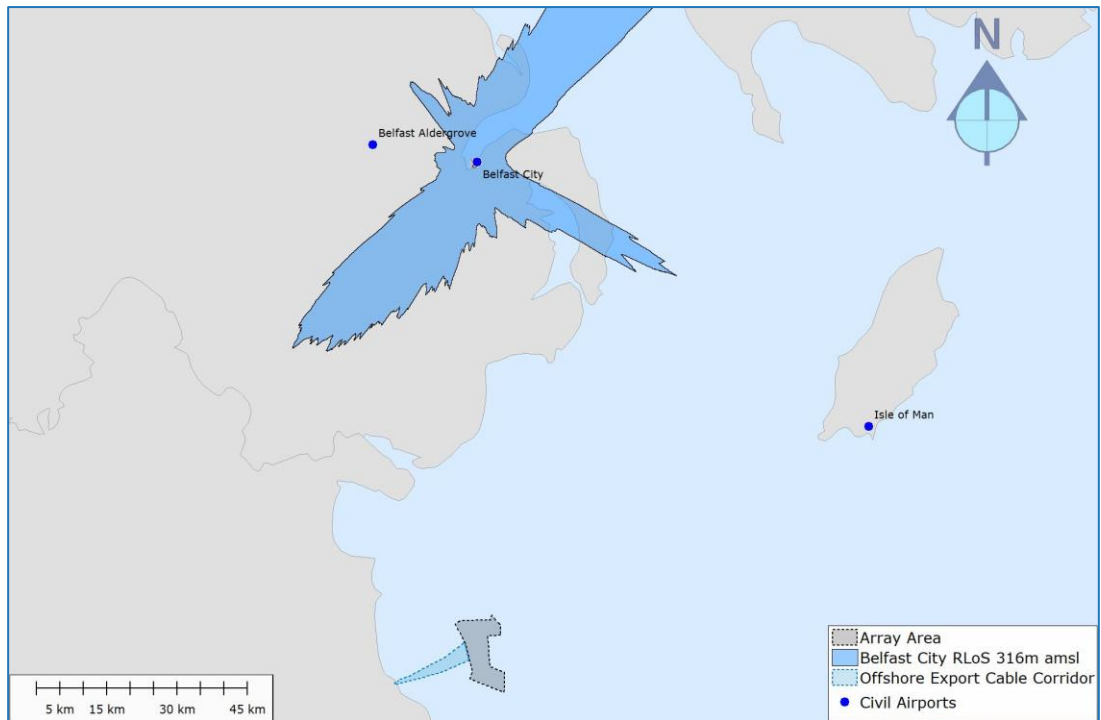 N
Belfast Aldergrove
Belfast City
Isle of Man
Array Area
Belfast City RLoS 316m amsl
Offshore Export Cable Corridor
Civil Airports
5 km 15 km 30 km 45 km